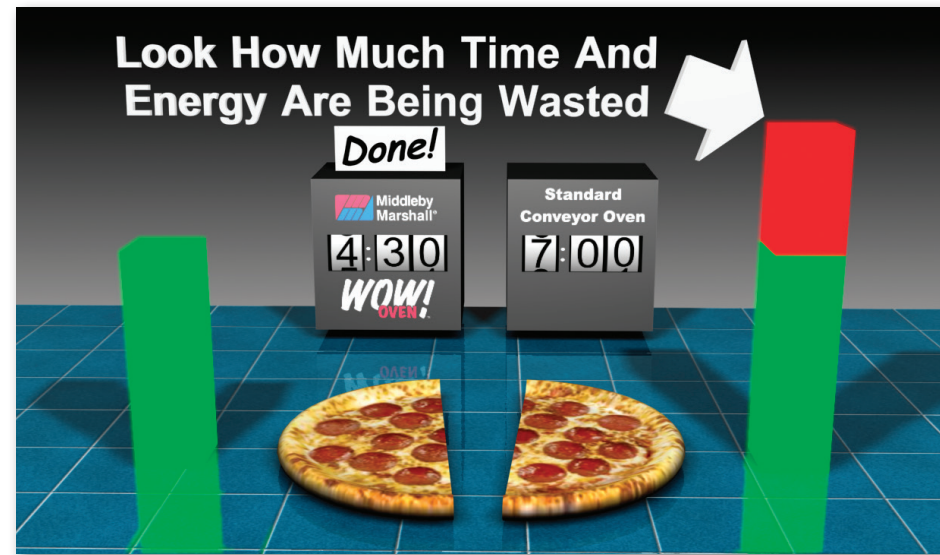 Look How Much Time And
Energy Are Being Wasted
Done!
Middleby
Marshall®
4:30
WOW!
OVEN™
Standard
Conveyor Oven
7:00